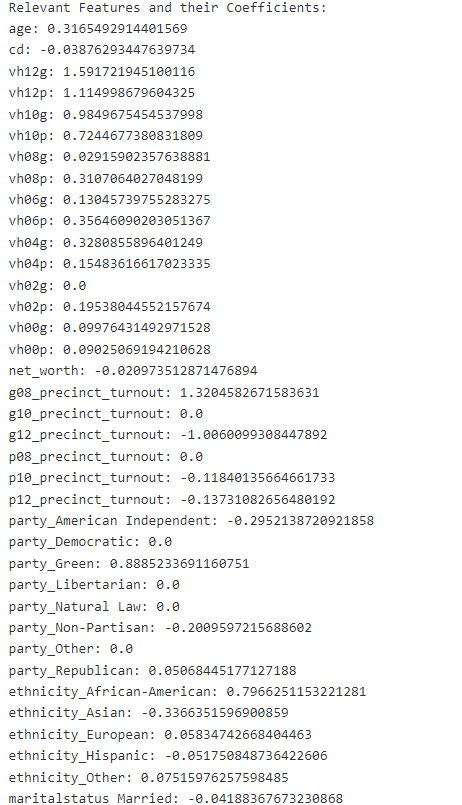 Relevant Features and their Coefficients:
age: 0.3165492914401569
cd: -0.03876293447639734
vh12g: 1.591721945100116
vh12p: 1.114998679604325
vh10g: 0.9849675454537998
vh10p: 0.7244677380831809
vh08g: 0.02915902357638881
vh08p: 0.3107064027048199
vh06g: 0.13045739755283275
vh06p: 0.35646090203051367
vh04g: 0.3280855896401249
vh04p: 0.15483616617023335
vh02g: 0.0
vh02p: 0.19538044552157674
vh00g: 0.09976431492971528
vh00p: 0.09025069194210628
net_worth: -0.020973512871476894
g08_precinct_turnout: 1.3204582671583631
g10_precinct_turnout: 0.0
g12_precinct_turnout: -1.0060099308447892
p08_precinct_turnout: 0.0
p10_precinct_turnout: -0.11840135664661733
p12_precinct_turnout: -0.13731082656480192
party_American Independent: -0.2952138720921858
party_Democratic: 0.0
party_Green: 0.8885233691160751
party_Libertarian: 0.0
party_Natural Law: 0.0
party_Non-Partisan: -0.2009597215688602
party_Other: 0.0
party_Republican: 0.05068445177127188
ethnicity_African-American: 0.7966251153221281
ethnicity_Asian: -0.3366351596900859
ethnicity_European: 0.05834742668404463
ethnicity_Hispanic: -0.051750848736422606
ethnicity_Other: 0.07515976257598485
maritalstatus_Married: -0.04188367673230868